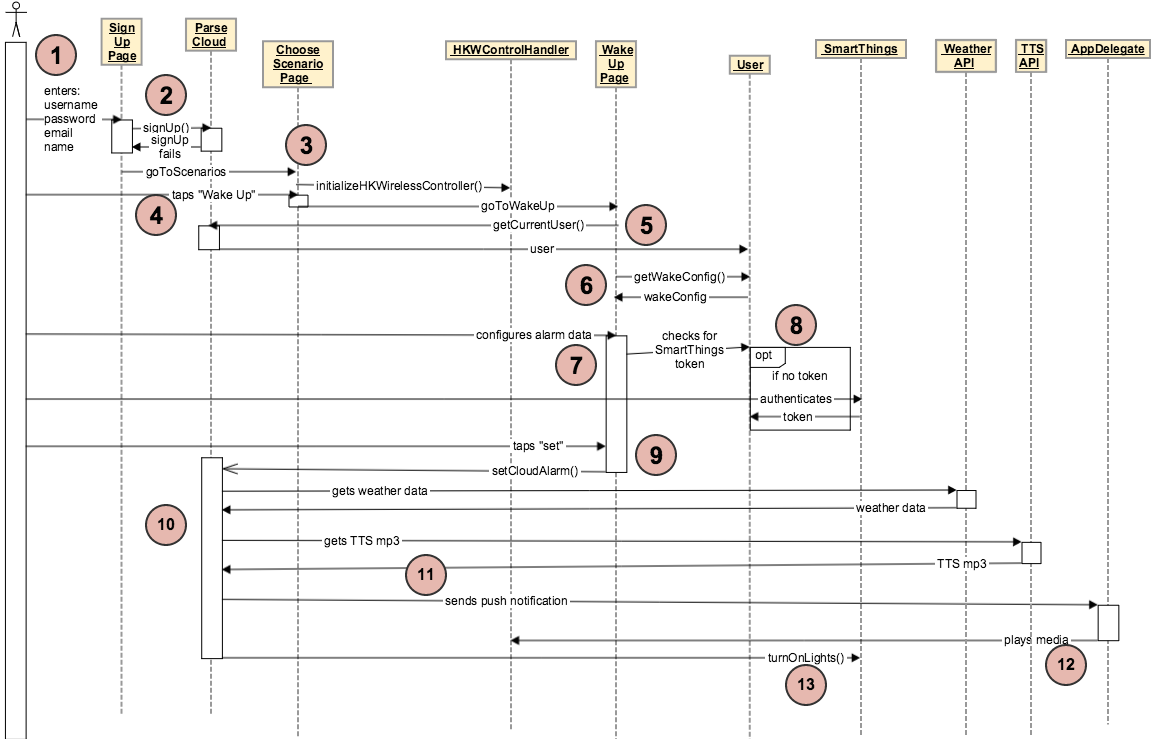 Sign
Up
Page
Parse
Cloud
Choose
Scenario
Page
HKWControlHandler
Wake
Up
Page
User
SmartThings
Weather
API
TTS
API
AppDelegate
1
enters:
username
password
email
name
2
signUp()
signUp
fails
3
goToScenarios
initializeHKWirelessController()
taps "Wake Up"
4
goToWakeUp
getCurrentUser()
5
user
6
getWakeConfig()
wakeConfig
8
configures alarm data
checks for
SmartThings
token
7
opt
if no token
authenticates
token
taps "set"
9
setCloudAlarm()
gets weather data
weather data
10
gets TTS mp3
TTS mp3
11
sends push notification
plays media
12
turnOnLights()
13